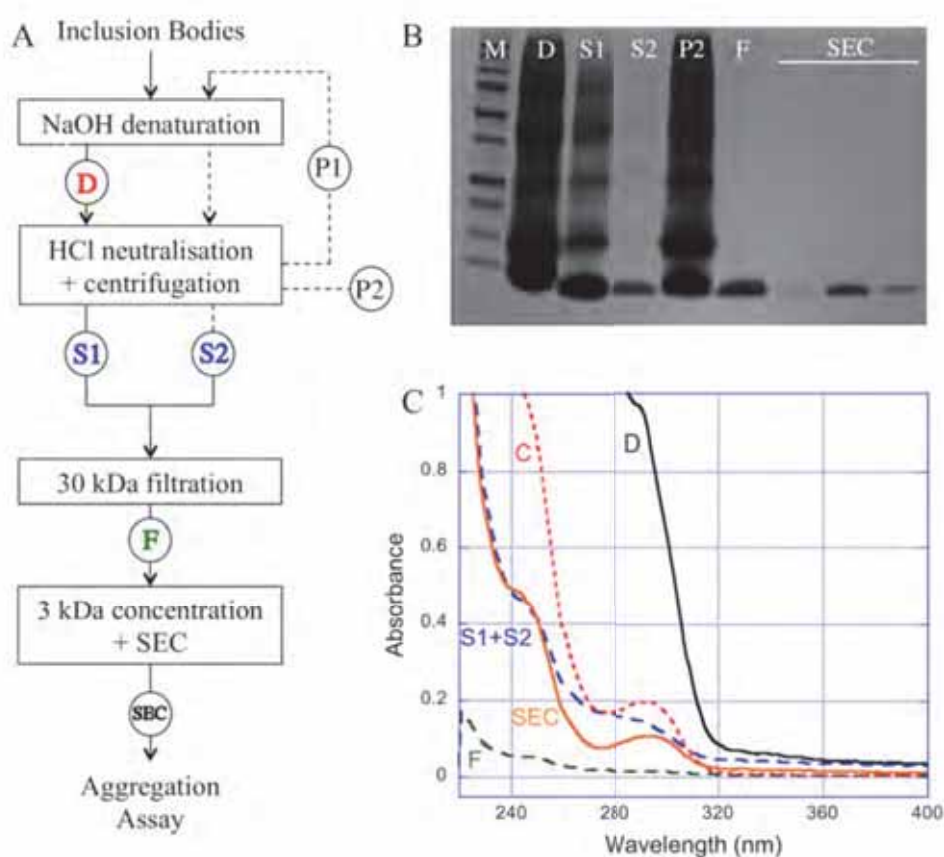 A
Inclusion Bodies
NaOH denaturation
D
P1
HCl neutralisation
+ centrifugation
P2
S1 S2
30 kDa filtration
F
3 kDa concentration
+ SEC
SEC
Aggregation
Assay
B
M D S1 S2 P2 F SEC
C
1
0.8
0.6
0.4
0.2
0
Absorbance
C
D
S1+S2
SEC
F
240 280 320 360 400
Wavelength (nm)